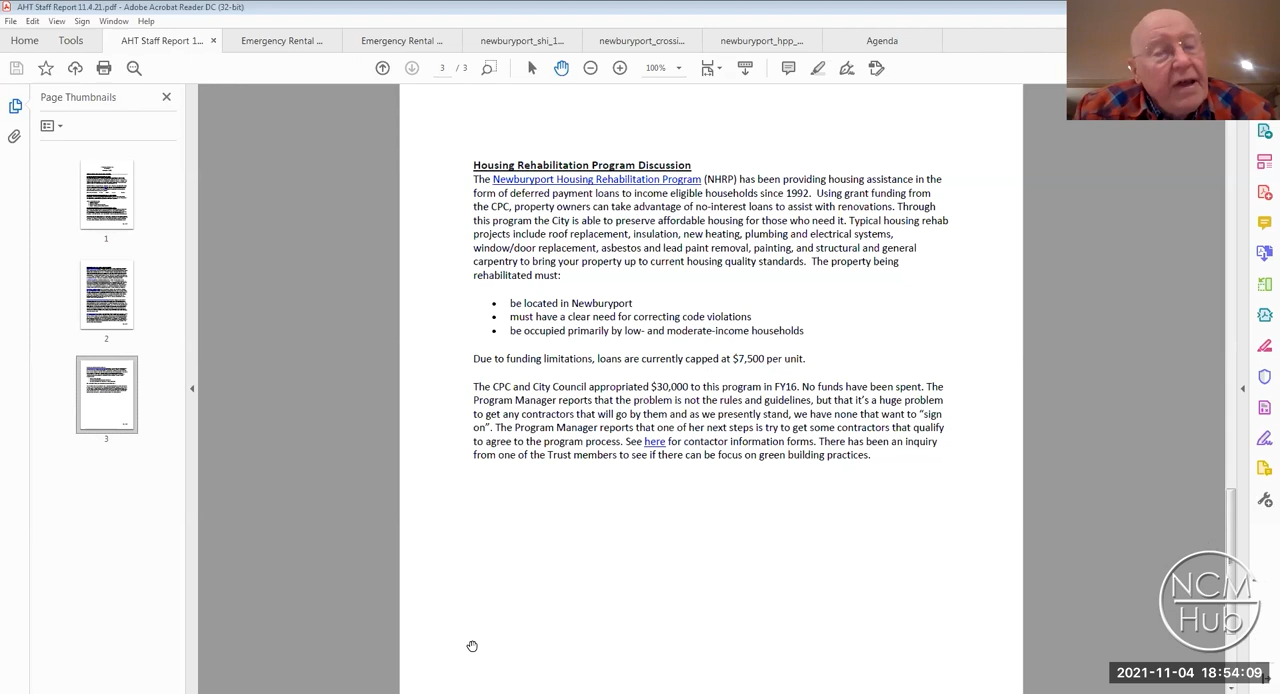 AHT Staff Report 11.4.21.pdf - Adobe Acrobat Reader DC (32-bit)
File Edit View Sign Window Help
Home Tools AHT Staff Report 1... × Emergency Rental ... Emergency Rental ... newburyport_shi_1... newburyport_crossi... newburyport_hpp_... Agenda
3 / 3 100%
Page Thumbnails ×
1
2
3
Housing Rehabilitation Program Discussion
The Newburyport Housing Rehabilitation Program (NHRP) has been providing housing assistance in the
form of deferred payment loans to income eligible households since 1992. Using grant funding from
the CPC, property owners can take advantage of no-interest loans to assist with renovations. Through
this program the City is able to preserve affordable housing for those who need it. Typical housing rehab
projects include roof replacement, insulation, new heating, plumbing and electrical systems,
window/door replacement, asbestos and lead paint removal, painting, and structural and general
carpentry to bring your property up to current housing quality standards. The property being
rehabilitated must:
• be located in Newburyport
• must have a clear need for correcting code violations
• be occupied primarily by low- and moderate-income households
Due to funding limitations, loans are currently capped at $7,500 per unit.
The CPC and City Council appropriated $30,000 to this program in FY16. No funds have been spent. The
Program Manager reports that the problem is not the rules and guidelines, but that it's a huge problem
to get any contractors that will go by them and as we presently stand, we have none that want to "sign
on". The Program Manager reports that one of her next steps is try to get some contractors that qualify
to agree to the program process. See here for contactor information forms. There has been an inquiry
from one of the Trust members to see if there can be focus on green building practices.
NCM
Hub
2021-11-04 18:54:09